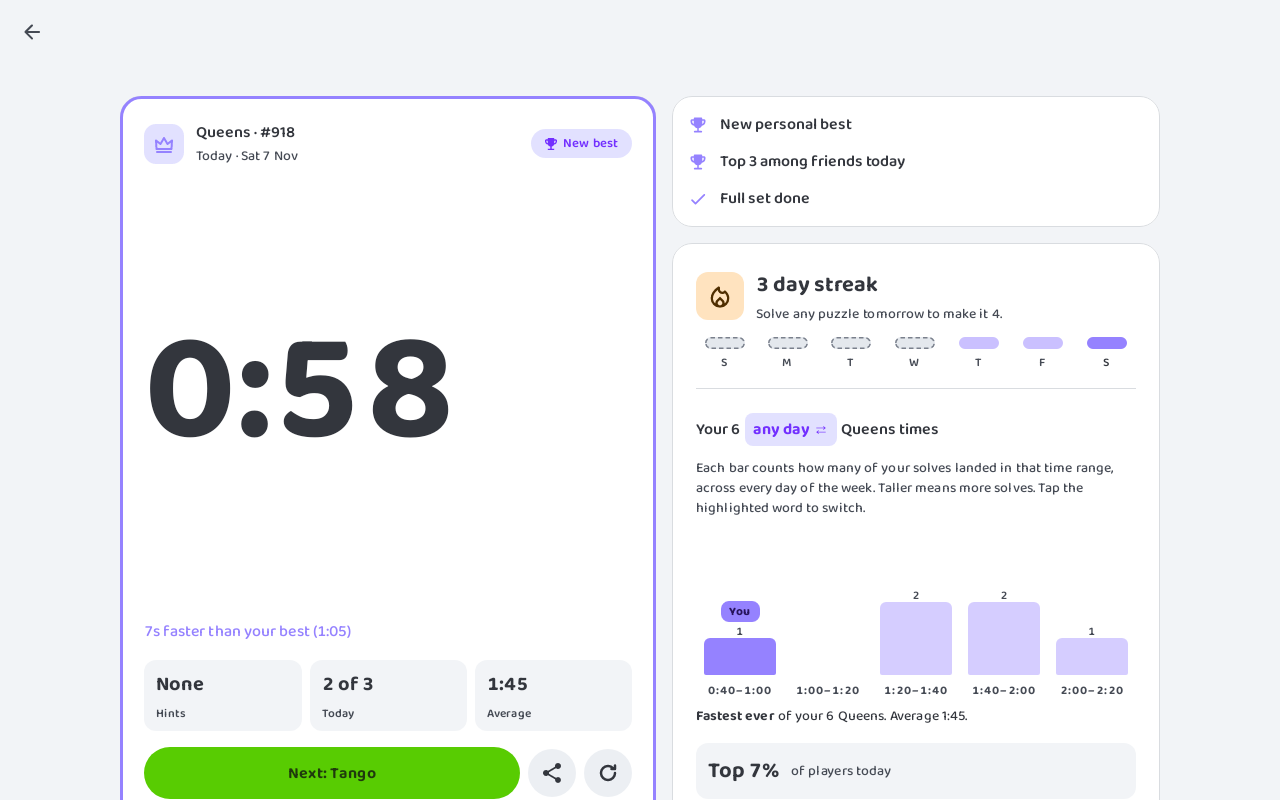 Queens · #918
Today · Sat 7 Nov
New best
0:58
7s faster than your best (1:05)
None
Hints
2 of 3
Today
1:45
Average
Next: Tango
New personal best
Top 3 among friends today
Full set done
3 day streak
Solve any puzzle tomorrow to make it 4.
S M T W T F S
Your 6 any day Queens times
Each bar counts how many of your solves landed in that time range,
across every day of the week. Taller means more solves. Tap the
highlighted word to switch.
You
1 2 2 1
0:40–1:00 1:00–1:20 1:20–1:40 1:40–2:00 2:00–2:20
Fastest ever of your 6 Queens. Average 1:45.
Top 7% of players today